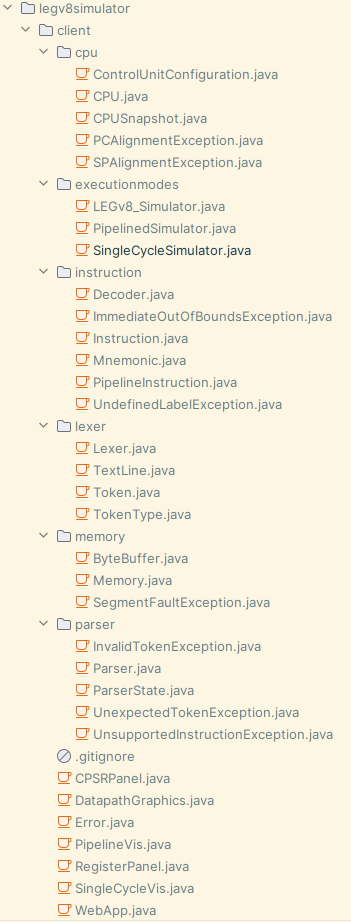 legv8simulator
client
cpu
ControlUnitConfiguration.java
CPU.java
CPUSnapshot.java
PCAlignmentException.java
SPAlignmentException.java
executionmodes
LEGv8_Simulator.java
PipelinedSimulator.java
SingleCycleSimulator.java
instruction
Decoder.java
ImmediateOutOfBoundsException.java
Instruction.java
Mnemonic.java
PipelineInstruction.java
UndefinedLabelException.java
lexer
Lexer.java
TextLine.java
Token.java
TokenType.java
memory
ByteBuffer.java
Memory.java
SegmentFaultException.java
parser
InvalidTokenException.java
Parser.java
ParserState.java
UnexpectedTokenException.java
UnsupportedInstructionException.java
.gitignore
CPSRPanel.java
DatapathGraphics.java
Error.java
PipelineVis.java
RegisterPanel.java
SingleCycleVis.java
WebApp.java